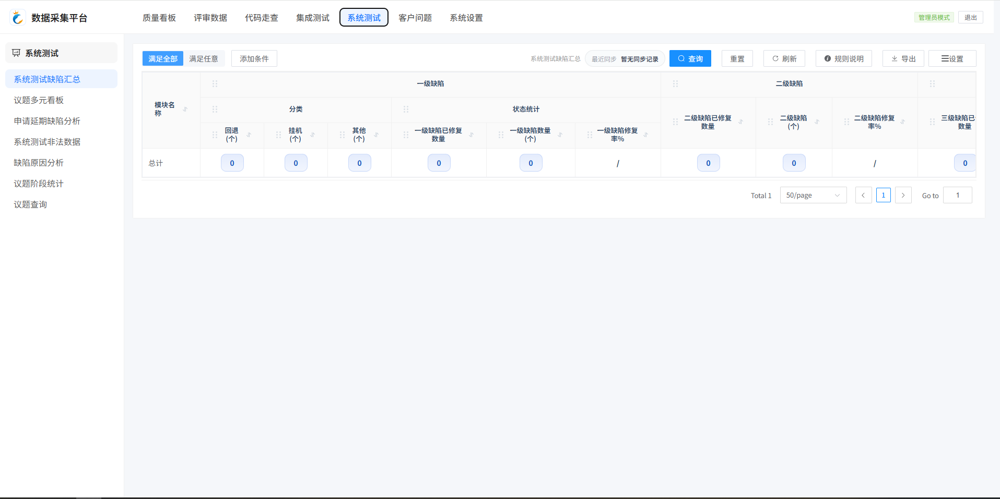 数据采集平台
质量看板 评审数据 代码走查 集成测试 系统测试 客户问题 系统设置
管理员模式 退出
系统测试
系统测试缺陷汇总
议题多元看板
申请延期缺陷分析
系统测试非法数据
缺陷原因分析
议题阶段统计
议题查询
满足全部 满足任意 添加条件
系统测试缺陷汇总 最近同步 暂无同步记录 查询 重置 刷新 规则说明 导出 设置
一级缺陷 二级缺陷
模块名
称
分类 状态统计
二级缺陷已修复
数量
二级缺陷
(个)
二级缺陷修复
率%
三级缺陷已
数量
回退
(个)
挂机
(个)
其他
(个)
一级缺陷已修复
数量
一级缺陷数量
(个)
一级缺陷修复
率%
总计 0 0 0 0 0 / 0 0 / 0
Total 1 50/page 1 Go to 1